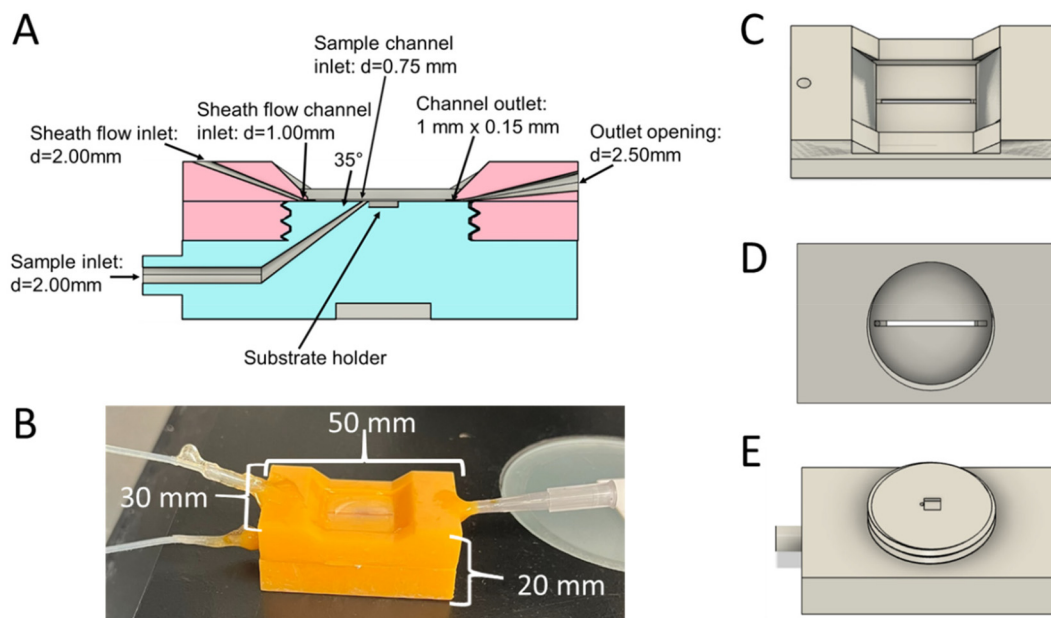 A
Sample channel
inlet: d=0.75 mm
Sheath flow channel
inlet: d=1.00mm
Channel outlet:
1 mm x 0.15 mm
Sheath flow inlet:
d=2.00mm
Outlet opening:
d=2.50mm
35°
Sample inlet:
d=2.00mm
Substrate holder
B
50 mm
30 mm
20 mm
C
D
E